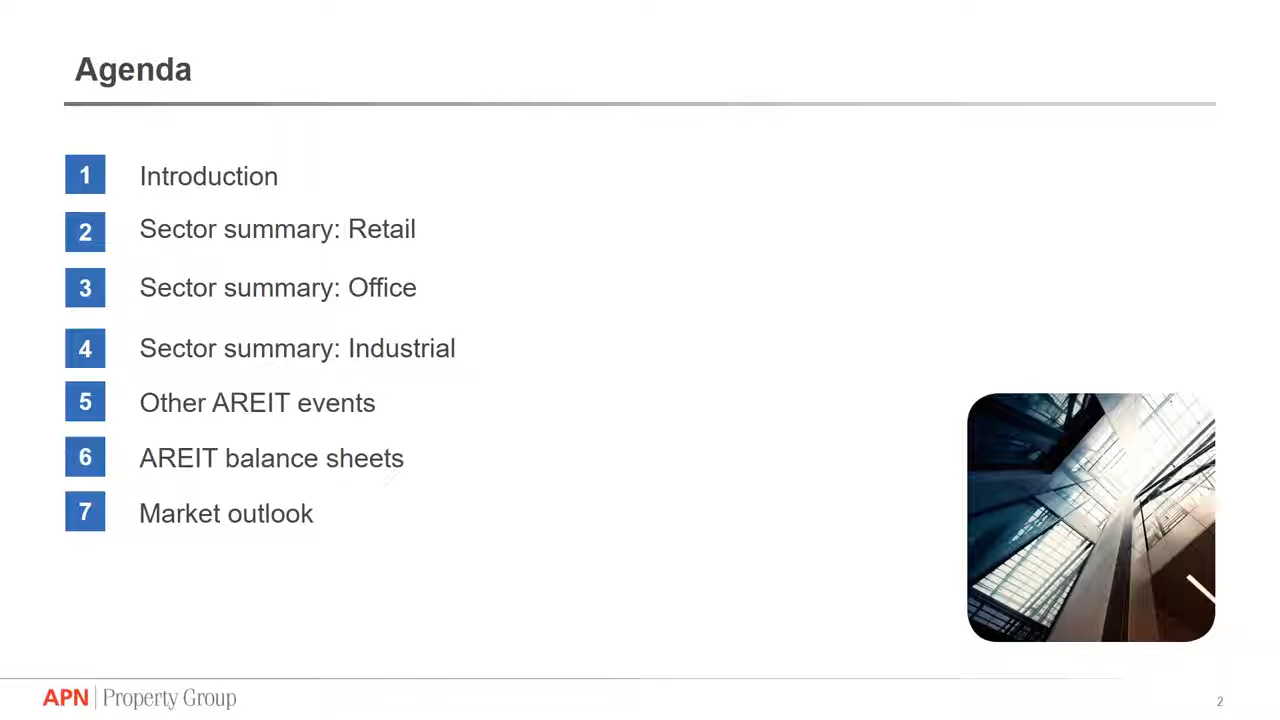 Agenda
1 Introduction
2 Sector summary: Retail
3 Sector summary: Office
4 Sector summary: Industrial
5 Other AREIT events
6 AREIT balance sheets
7 Market outlook
APN Property Group
2